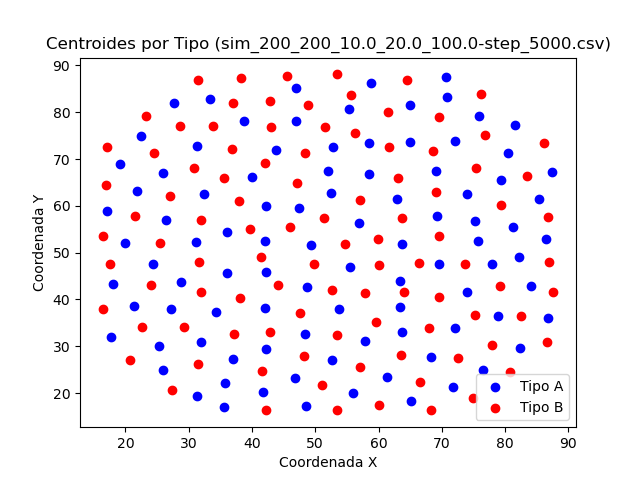 Centroides por Tipo (sim_200_200_10.0_20.0_100.0-step_5000.csv)
Coordenada Y
90
80
70
60
50
40
30
20
20 30 40 50 60 70 80 90
Coordenada X
Tipo A
Tipo B